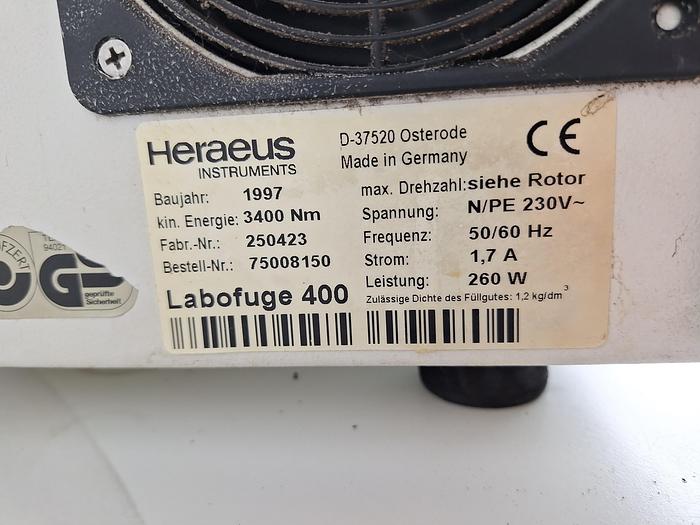 Heraeus
INSTRUMENTS
D-37520 Osterode
Made in Germany
CE
Baujahr: 1997
kin. Energie: 3400 Nm
Fabr.-Nr.: 250423
Bestell-Nr.: 75008150
Labofuge 400
max. Drehzahl: siehe Rotor
Spannung: N/PE 230V~
Frequenz: 50/60 Hz
Strom: 1,7 A
Leistung: 260 W
Zulässige Dichte des Füllgutes: 1,2 kg/dm³
94021
GS
geprüfte
Sicherheit